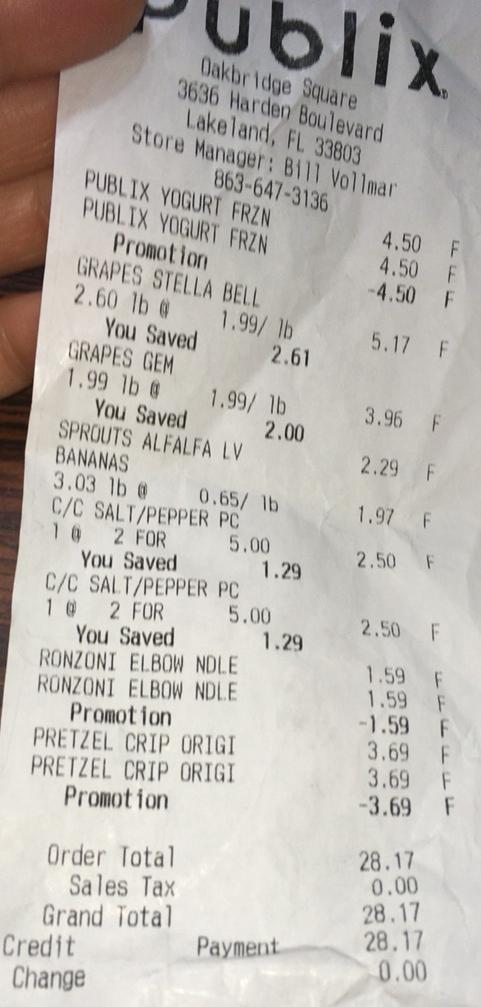 Publix.
Oakbridge Square
3636 Harden Boulevard
Lakeland, FL 33803
Store Manager: Bill Vollmar
863-647-3136
PUBLIX YOGURT FRZN 4.50 F
PUBLIX YOGURT FRZN 4.50 F
Promotion -4.50 F
GRAPES STELLA BELL
2.60 lb @ 1.99/ lb 5.17 F
You Saved 2.61
GRAPES GEM
1.99 lb @ 1.99/ lb 3.96 F
You Saved 2.00
SPROUTS ALFALFA LV 2.29 F
BANANAS
3.03 lb @ 0.65/ lb 1.97 F
C/C SALT/PEPPER PC
1 @ 2 FOR 5.00 2.50 F
You Saved 1.29
C/C SALT/PEPPER PC
1 @ 2 FOR 5.00 2.50 F
You Saved 1.29
RONZONI ELBOW NDLE 1.59 F
RONZONI ELBOW NDLE 1.59 F
Promotion -1.59 F
PRETZEL CRIP ORIGI 3.69 F
PRETZEL CRIP ORIGI 3.69 F
Promotion -3.69 F
Order Total 28.17
Sales Tax 0.00
Grand Total 28.17
Credit Payment 28.17
Change 0.00